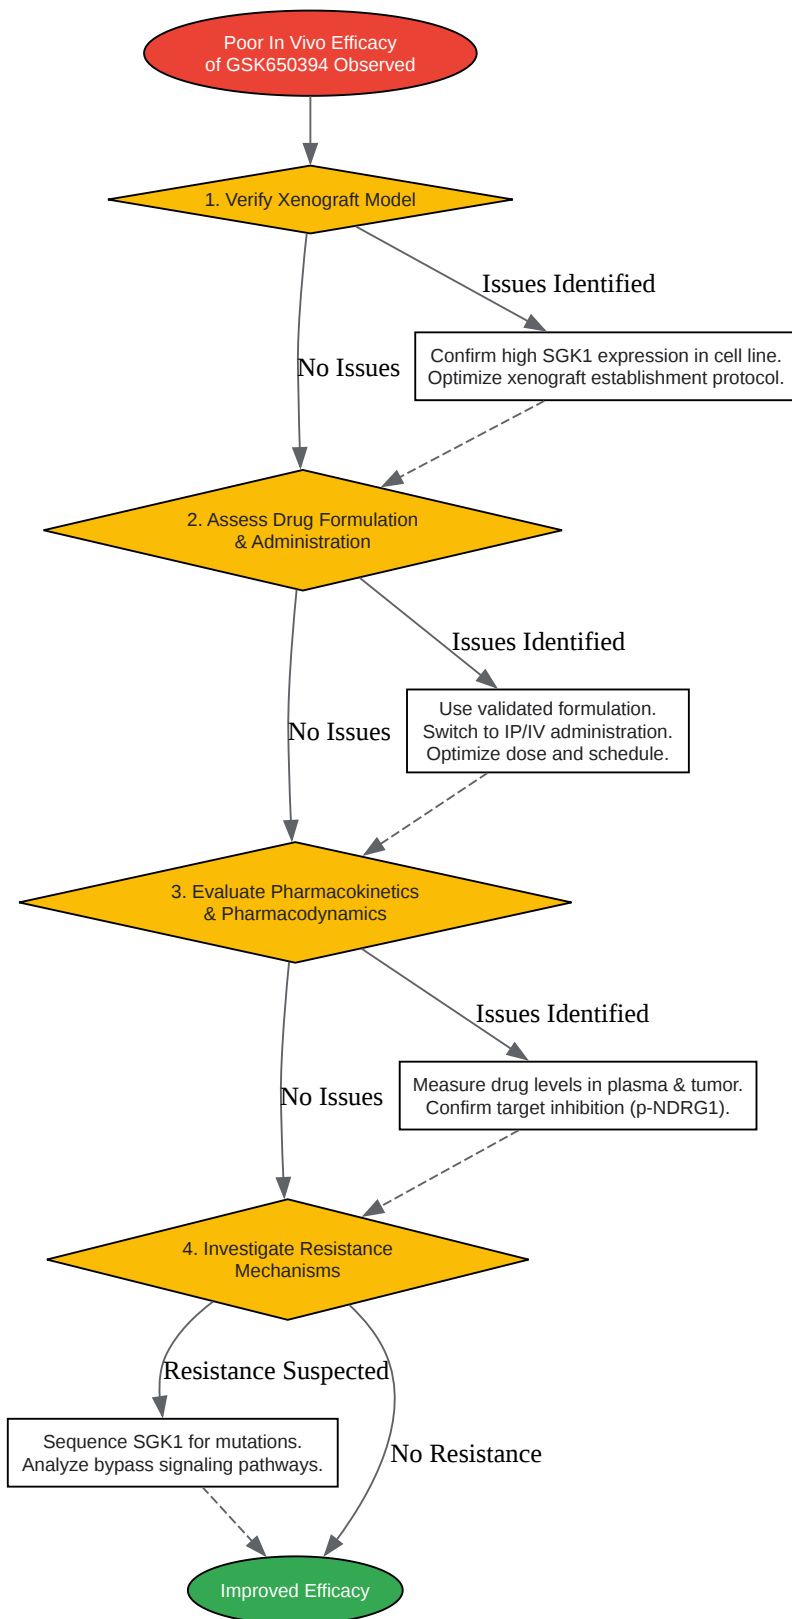 Poor In Vivo Efficacy
of GSK650394 Observed
1. Verify Xenograft Model
Issues Identified
Confirm high SGK1 expression in cell line.
Optimize xenograft establishment protocol.
No Issues
2. Assess Drug Formulation
& Administration
Issues Identified
Use validated formulation.
Switch to IP/IV administration.
Optimize dose and schedule.
No Issues
3. Evaluate Pharmacokinetics
& Pharmacodynamics
Issues Identified
Measure drug levels in plasma & tumor.
Confirm target inhibition (p-NDRG1).
No Issues
4. Investigate Resistance
Mechanisms
Resistance Suspected
Sequence SGK1 for mutations.
Analyze bypass signaling pathways.
No Resistance
Improved Efficacy